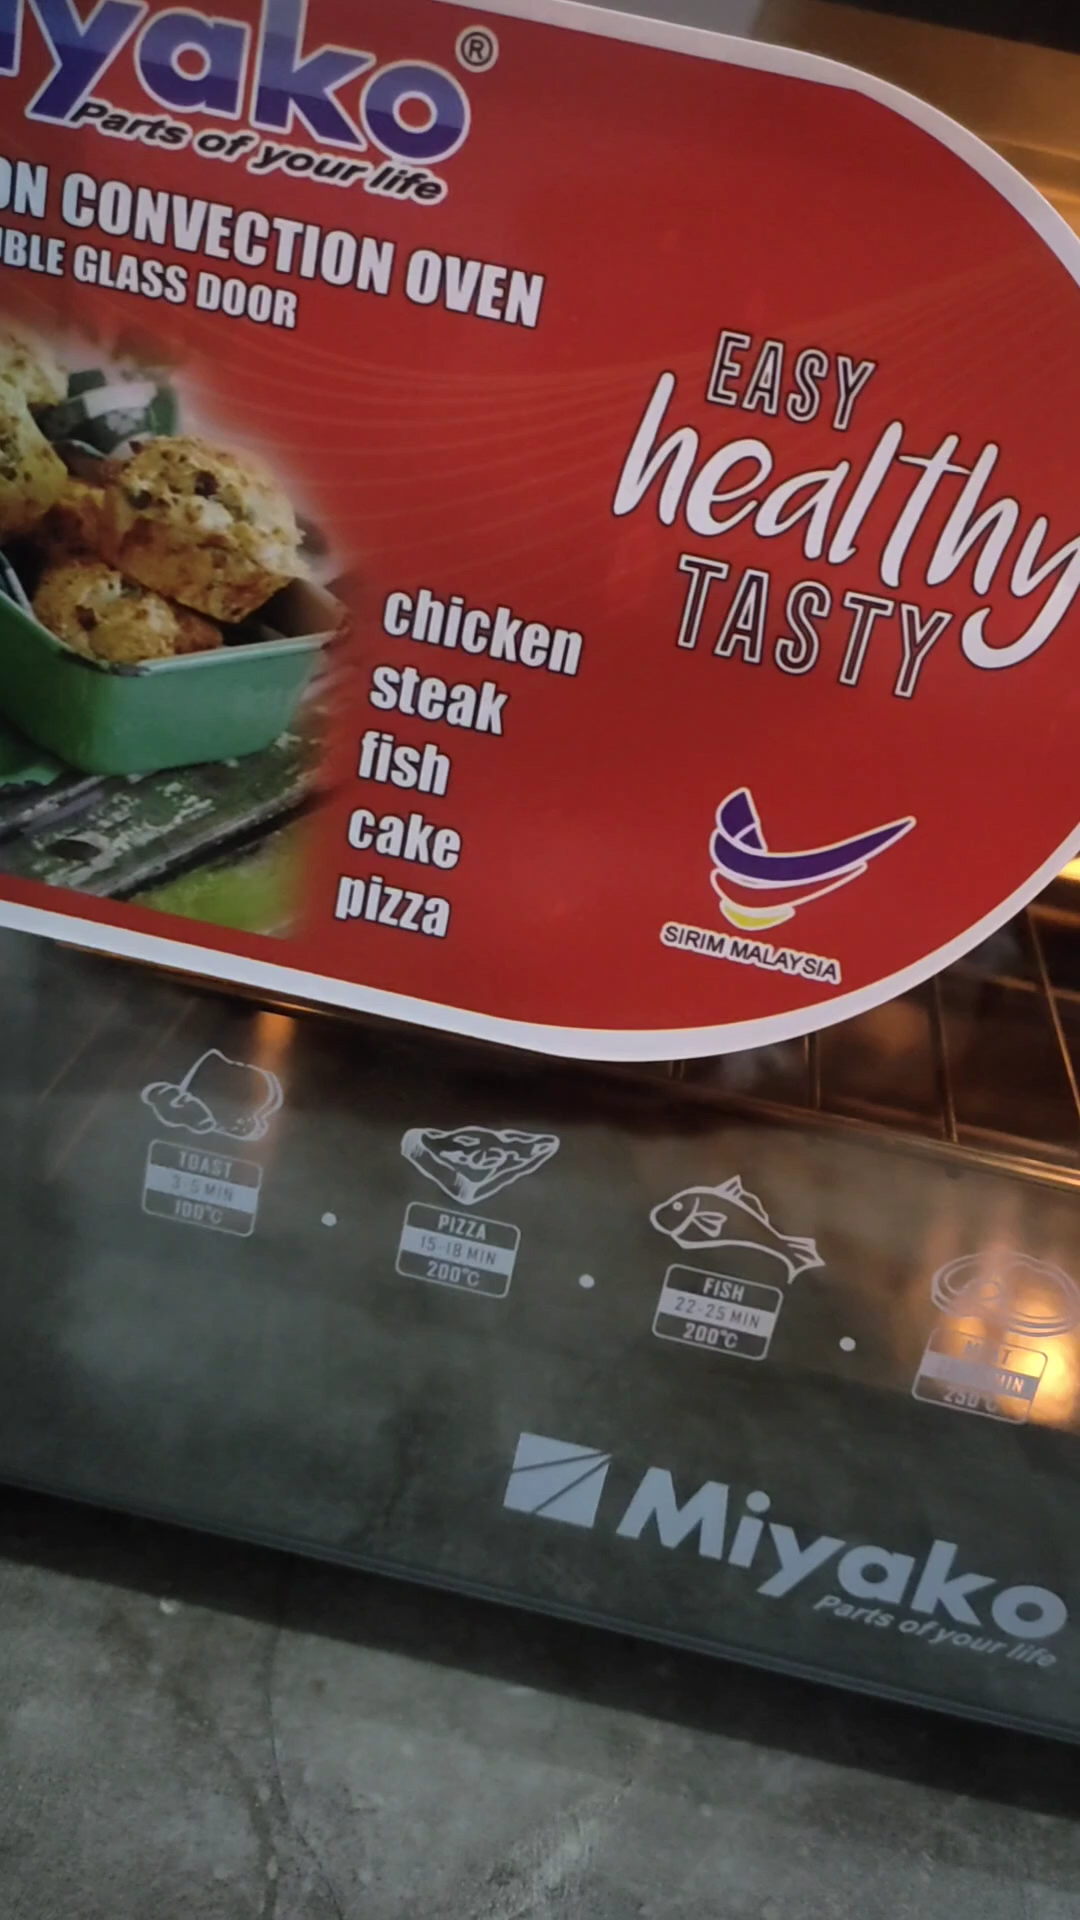 iyako®
Parts of your life
ON CONVECTION OVEN
BLE GLASS DOOR
EASY
healthy
TASTY
chicken
steak
fish
cake
pizza
SIRIM MALAYSIA
TOAST
3-5 MIN
100°C
PIZZA
15-18 MIN
200°C
FISH
22-25 MIN
200°C
MIN
250°C
Miyako
Parts of your life